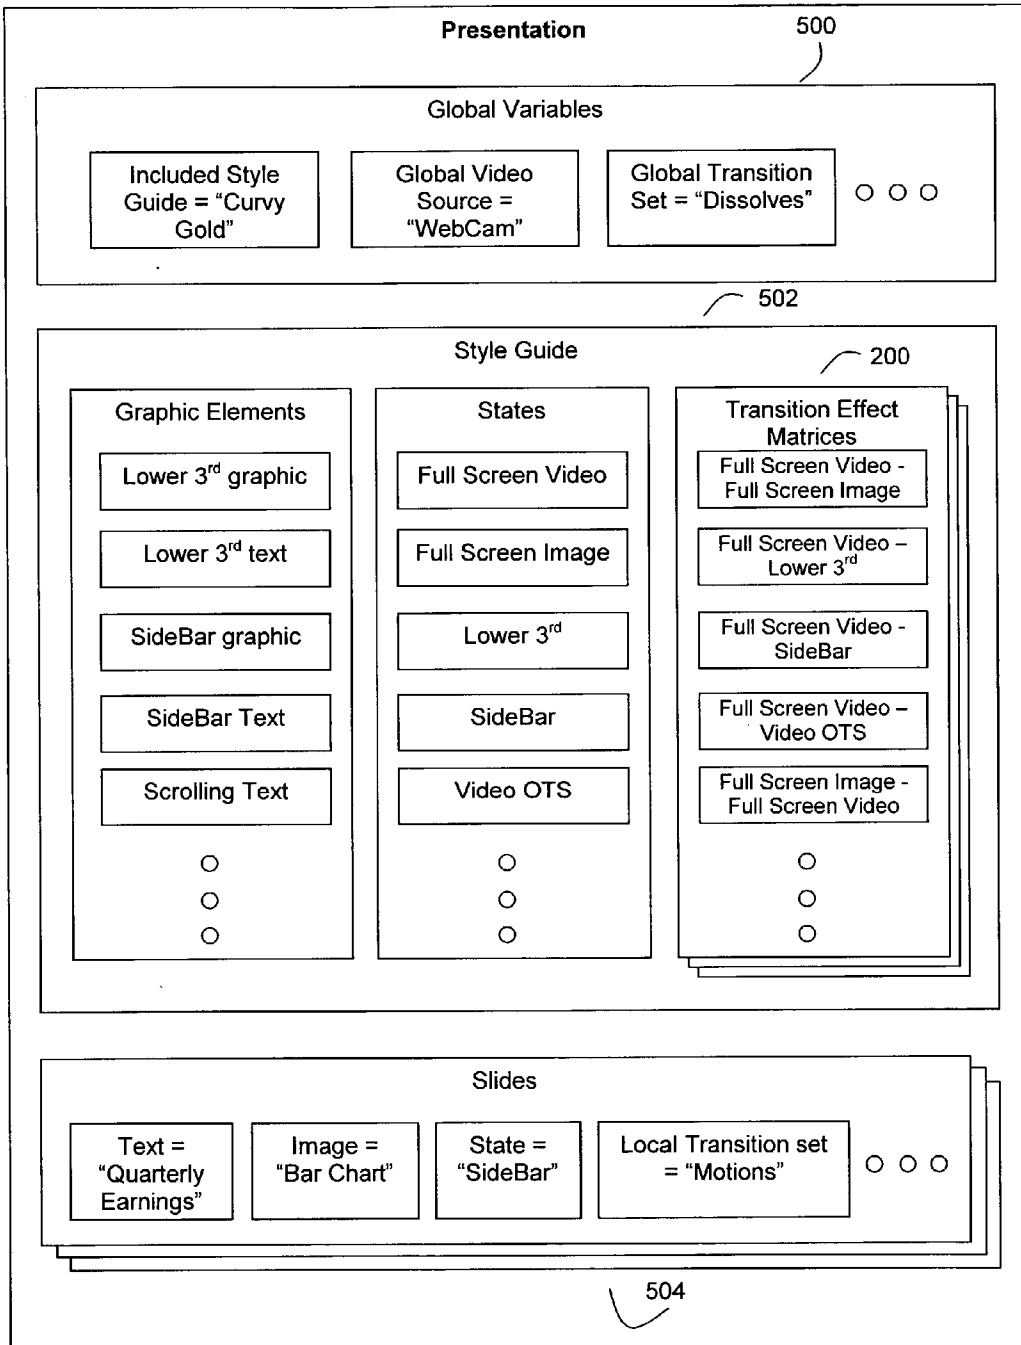 Presentation
500
Global Variables
Included Style
Guide = “Curvy
Gold”
Global Video
Source =
“WebCam”
Global Transition
Set = “Dissolves”
502
Style Guide
200
Graphic Elements
Lower 3rd graphic
Lower 3rd text
SideBar graphic
SideBar Text
Scrolling Text
States
Full Screen Video
Full Screen Image
Lower 3rd
SideBar
Video OTS
Transition Effect
Matrices
Full Screen Video -
Full Screen Image
Full Screen Video –
Lower 3rd
Full Screen Video -
SideBar
Full Screen Video –
Video OTS
Full Screen Image -
Full Screen Video
Slides
Text =
“Quarterly
Earnings”
Image =
“Bar Chart”
State =
“SideBar”
Local Transition set
= “Motions”
504